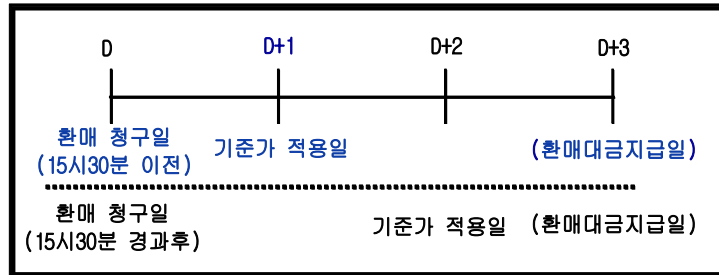 D D+1 D+2 D+3
환매 청구일 기준가 적용일 (환매대금지급일)
(15시30분 이전)
환매 청구일 기준가 적용일 (환매대금지급일)
(15시30분 경과후)